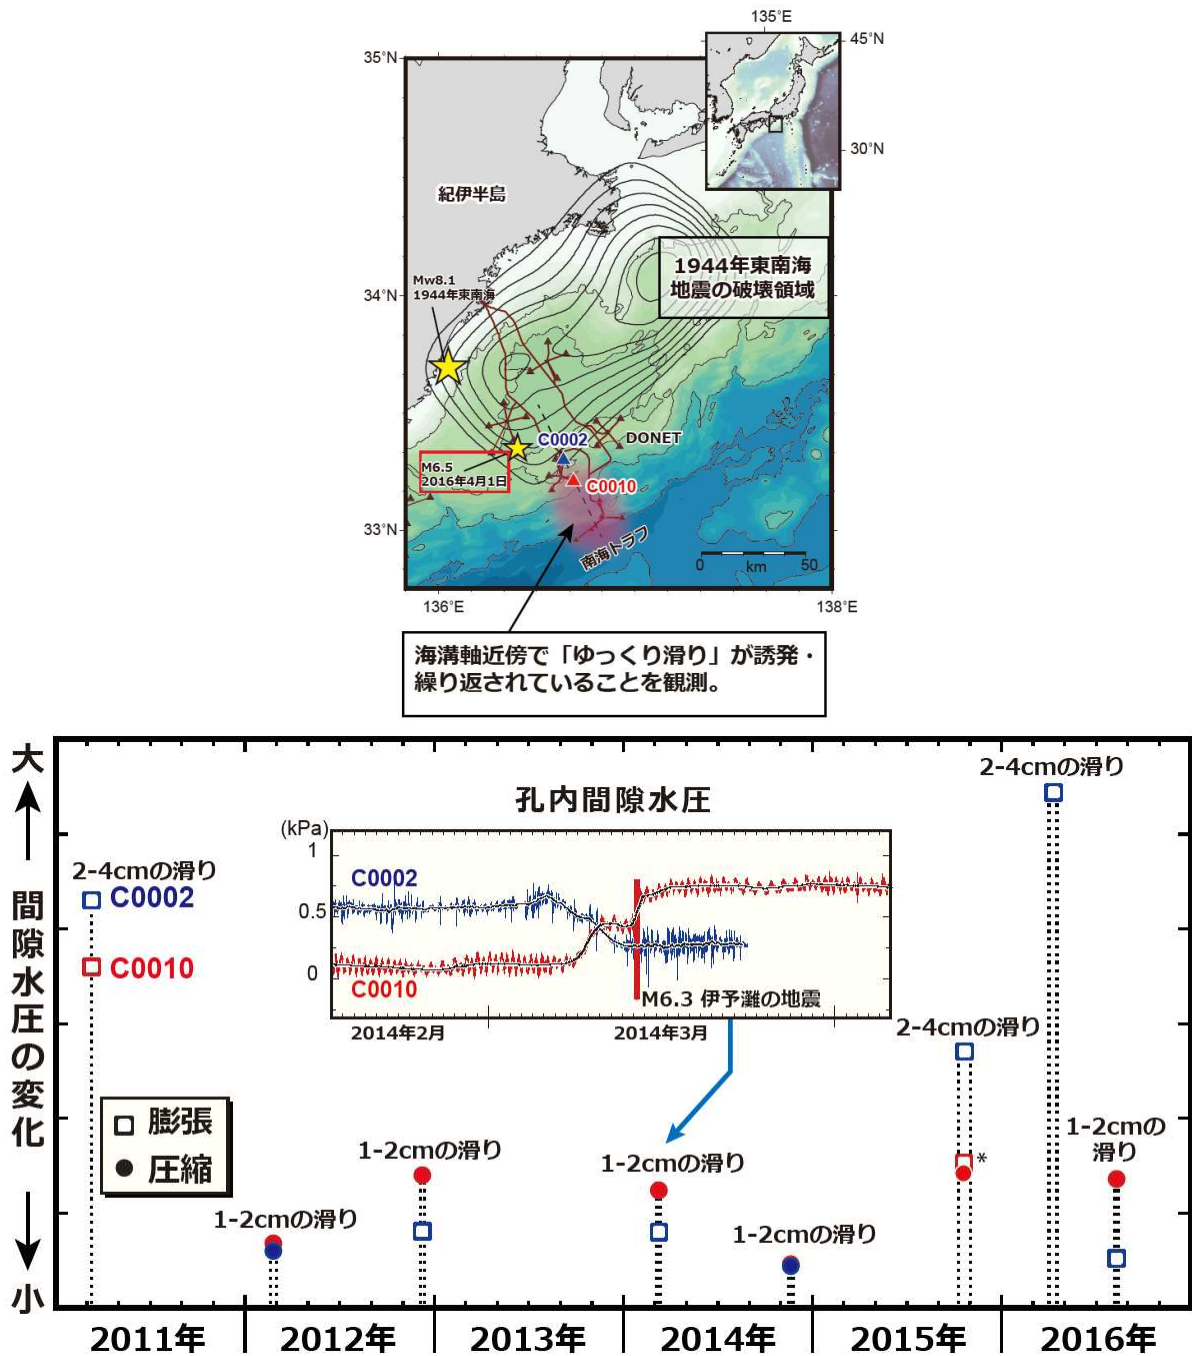 135°E
45°N
30°N
35°N
34°N
33°N
紀伊半島
1944年東南海
地震の破壊領域
Mw8.1
1944年東南海
C0002
DONET
M6.5
2016年4月1日
C0010
南海トラフ
0
km
50
136°E
138°E
海溝軸近傍で「ゆっくり滑り」が誘発・
繰り返されていることを観測。
大
間隙水圧の変化
小
2-4cmの滑り
C0002
C0010
孔内間隙水圧
(kPa)
1
0.5
0
C0002
C0010
M6.3 伊予灘の地震
2014年2月
2014年3月
2-4cmの滑り
2-4cmの滑り
*
膨張
圧縮
1-2cmの滑り
1-2cmの滑り
1-2cmの滑り
1-2cmの滑り
1-2cmの
滑り
2011年
2012年
2013年
2014年
2015年
2016年